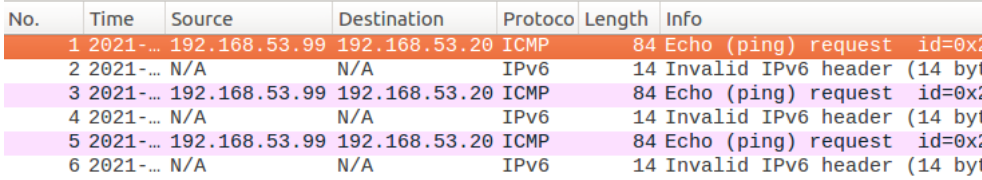 No. Time Source Destination Protoco Length Info
1 2021-… 192.168.53.99 192.168.53.20 ICMP 84 Echo (ping) request id=0x2
2 2021-… N/A N/A IPv6 14 Invalid IPv6 header (14 byt
3 2021-… 192.168.53.99 192.168.53.20 ICMP 84 Echo (ping) request id=0x2
4 2021-… N/A N/A IPv6 14 Invalid IPv6 header (14 byt
5 2021-… 192.168.53.99 192.168.53.20 ICMP 84 Echo (ping) request id=0x2
6 2021-… N/A N/A IPv6 14 Invalid IPv6 header (14 byt